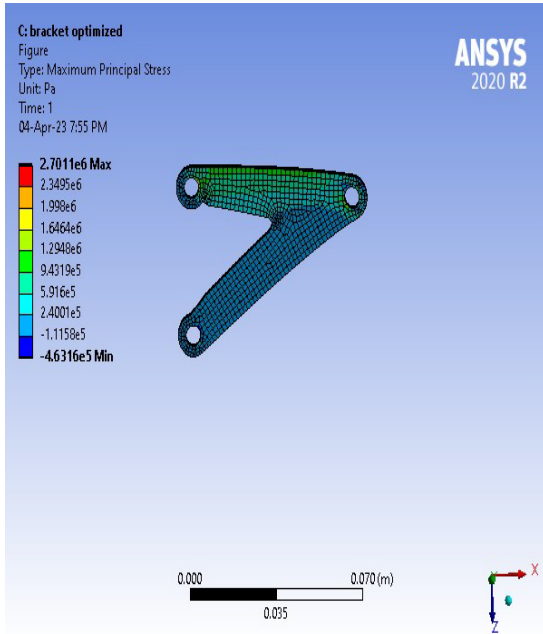 C: bracket optimized
Figure
Type: Maximum Principal Stress
Unit: Pa
Time: 1
04-Apr-23 7:55 PM
ANSYS
2020 R2
2.7011e6 Max
2.3495e6
1.998e6
1.6464e6
1.2948e6
9.4319e5
5.916e5
2.4001e5
-1.1158e5
-4.6316e5 Min
0.000
0.070 (m)
0.035
X
Z